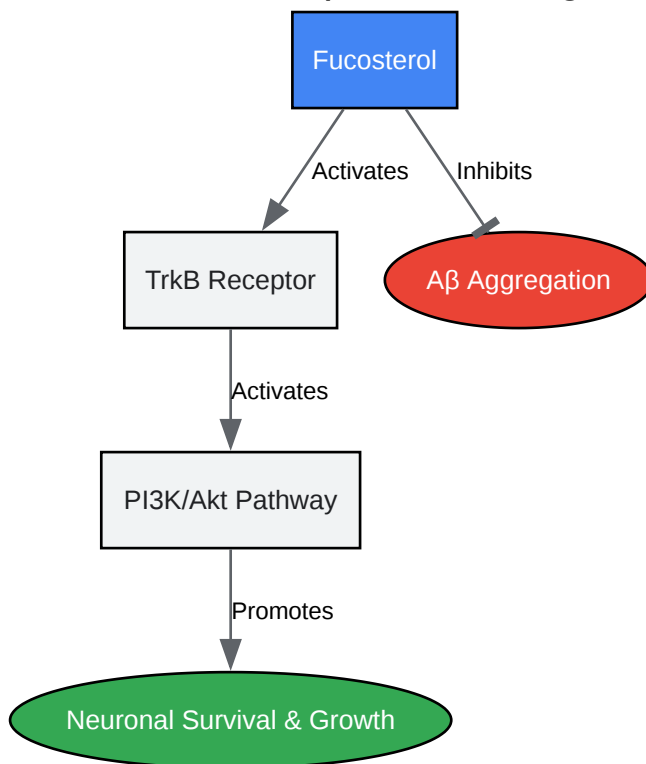 Fucosterol
Activates
Inhibits
TrkB Receptor
Aβ Aggregation
Activates
PI3K/Akt Pathway
Promotes
Neuronal Survival & Growth